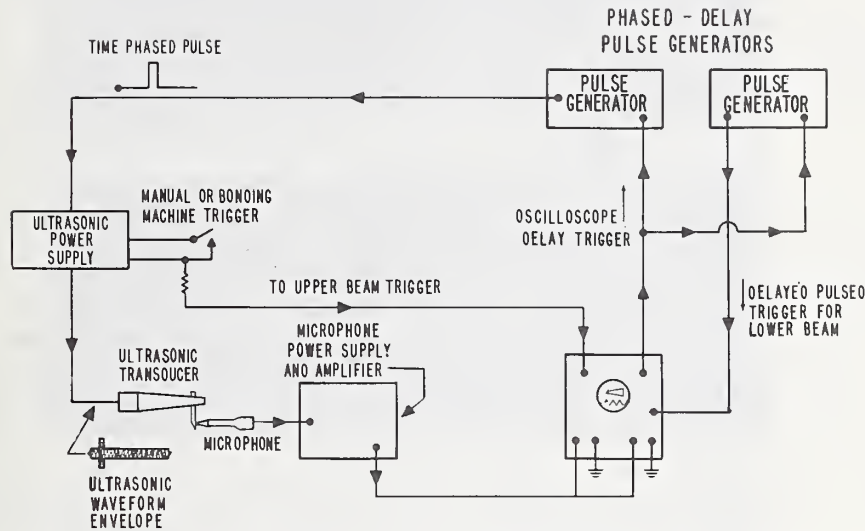 PHASED - DELAY
PULSE GENERATORS
TIME PHASED PULSE
PULSE
GENERATOR
PULSE
GENERATOR
MANUAL OR BONOING
MACHINE TRIGGER
ULTRASONIC
POWER
SUPPLY
OSCILLOSCOPE
OELAY TRIGGER
TO UPPER BEAM TRIGGER
OELAYEO PULSEO
TRIGGER FOR
LOWER BEAM
MICROPHONE
POWER SUPPLY
ANO AMPLIFIER
ULTRASONIC
TRANSOUCER
MICROPHONE
ULTRASONIC
WAVEFORM
ENVELOPE